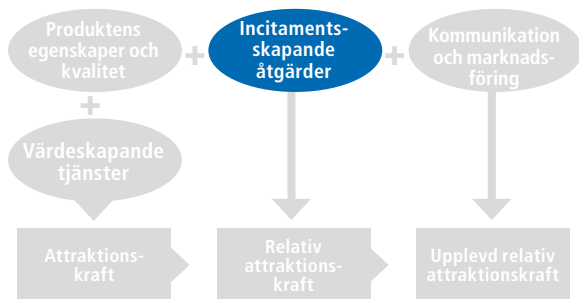 Produktens
egenskaper och
kvalitet
+
Incitaments-
skapande
åtgärder
+
Kommunikation
och marknads-
föring
+
Värdeskapande
tjänster
Attraktions-
kraft
Relativ
attraktions-
kraft
Upplevd relativ
attraktionskraft